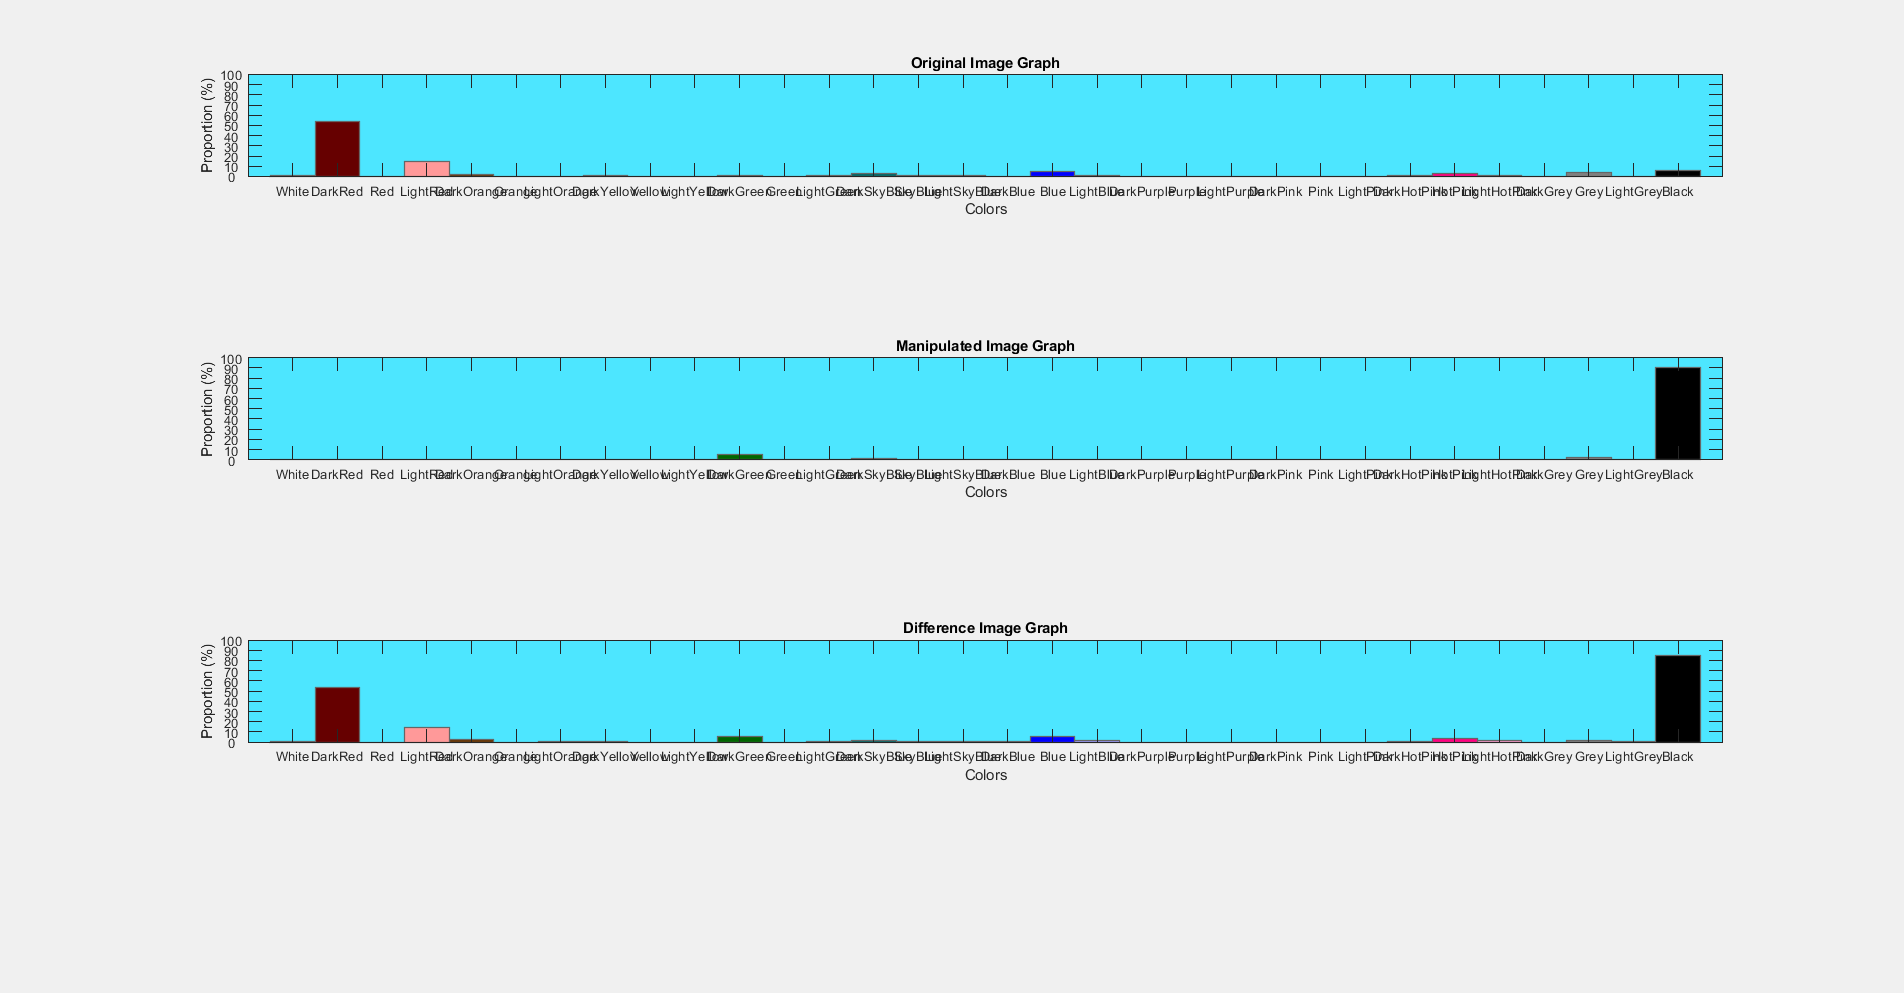 Original Image Graph
Proportion (%)
100
90
80
70
60
50
40
30
20
10
0
White DarkRed Red LightRed DarkOrange Orange LightOrange DarkYellow Yellow LightYellow DarkGreen Green LightGreen DarkSkyBlue SkyBlue LightSkyBlue DarkBlue Blue LightBlue DarkPurple Purple LightPurple DarkPink Pink LightPink DarkHotPink HotPink LightHotPink DarkGrey Grey LightGrey Black
Colors
Manipulated Image Graph
Proportion (%)
100
90
80
70
60
50
40
30
20
10
0
White DarkRed Red LightRed DarkOrange Orange LightOrange DarkYellow Yellow LightYellow DarkGreen Green LightGreen DarkSkyBlue SkyBlue LightSkyBlue DarkBlue Blue LightBlue DarkPurple Purple LightPurple DarkPink Pink LightPink DarkHotPink HotPink LightHotPink DarkGrey Grey LightGrey Black
Colors
Difference Image Graph
Proportion (%)
100
90
80
70
60
50
40
30
20
10
0
White DarkRed Red LightRed DarkOrange Orange LightOrange DarkYellow Yellow LightYellow DarkGreen Green LightGreen DarkSkyBlue SkyBlue LightSkyBlue DarkBlue Blue LightBlue DarkPurple Purple LightPurple DarkPink Pink LightPink DarkHotPink HotPink LightHotPink DarkGrey Grey LightGrey Black
Colors